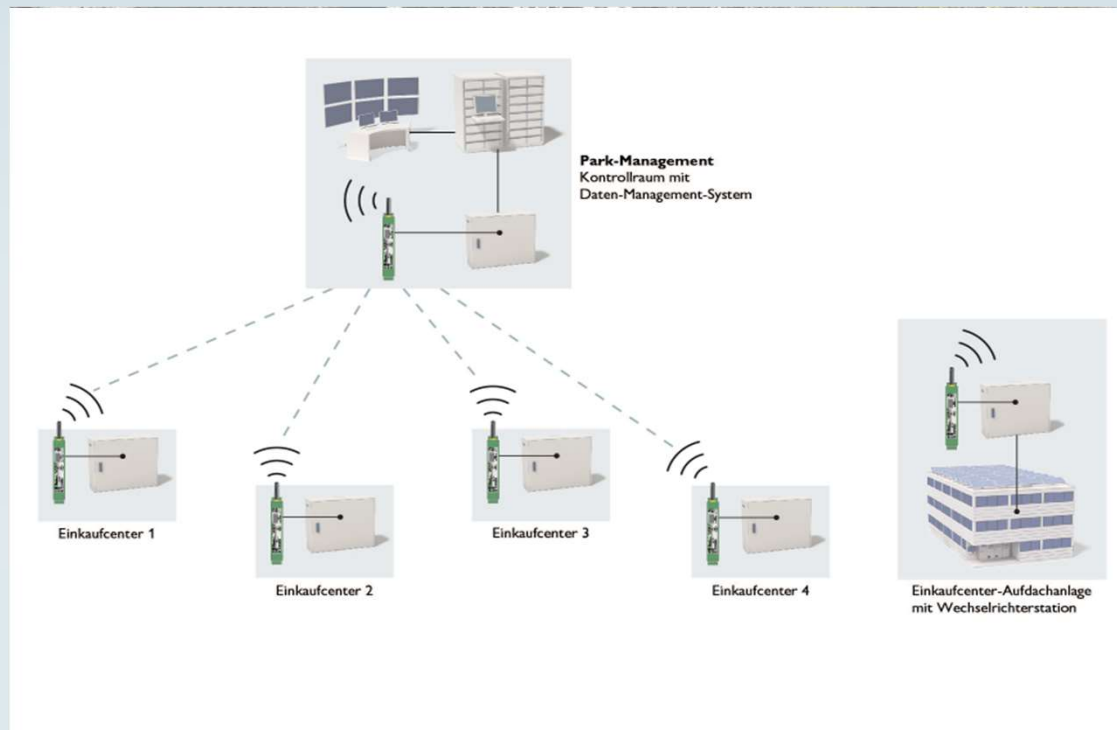 Park-Management
Kontrollraum mit
Daten-Management-System
Einkaufcenter 1
Einkaufcenter 2
Einkaufcenter 3
Einkaufcenter 4
Einkaufcenter-Aufdachanlage
mit Wechselrichterstation